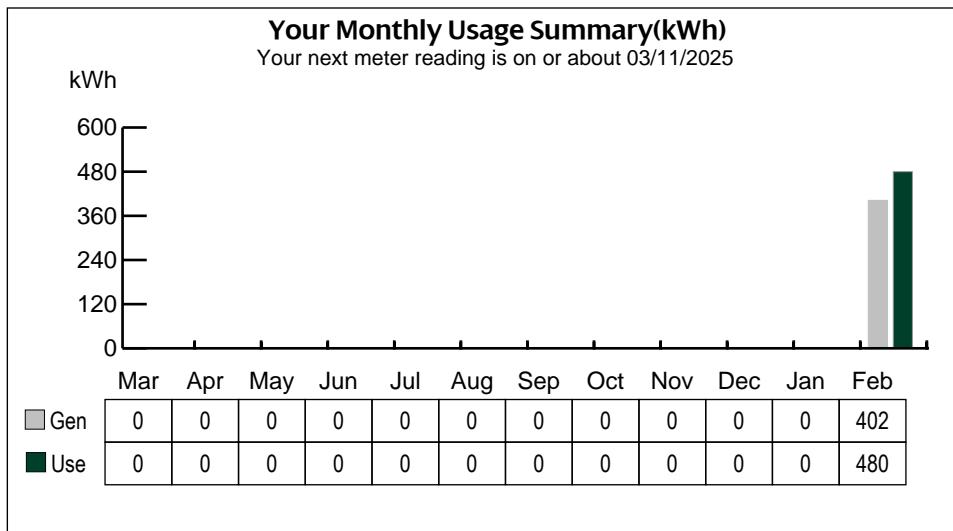 Your Monthly Usage Summary(kWh)
Your next meter reading is on or about 03/11/2025
kWh
600
480
360
240
120
0
Mar Apr May Jun Jul Aug Sep Oct Nov Dec Jan Feb
Gen 0 0 0 0 0 0 0 0 0 0 0 402
Use 0 0 0 0 0 0 0 0 0 0 0 480